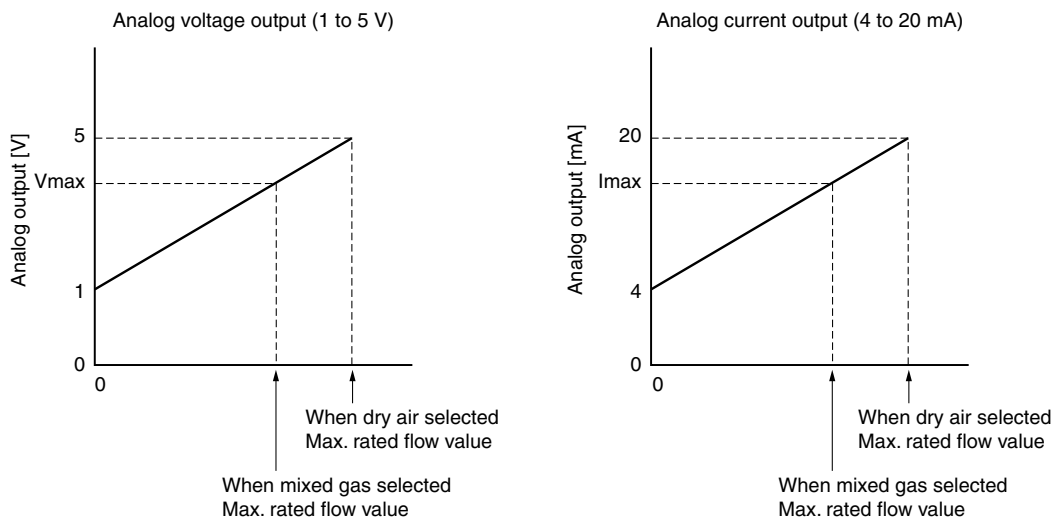 Analog voltage output (1 to 5 V)
Analog output [V]
5
Vmax
1
0
0
When dry air selected
Max. rated flow value
When mixed gas selected
Max. rated flow value
Analog current output (4 to 20 mA)
Analog output [mA]
20
Imax
4
0
0
When dry air selected
Max. rated flow value
When mixed gas selected
Max. rated flow value